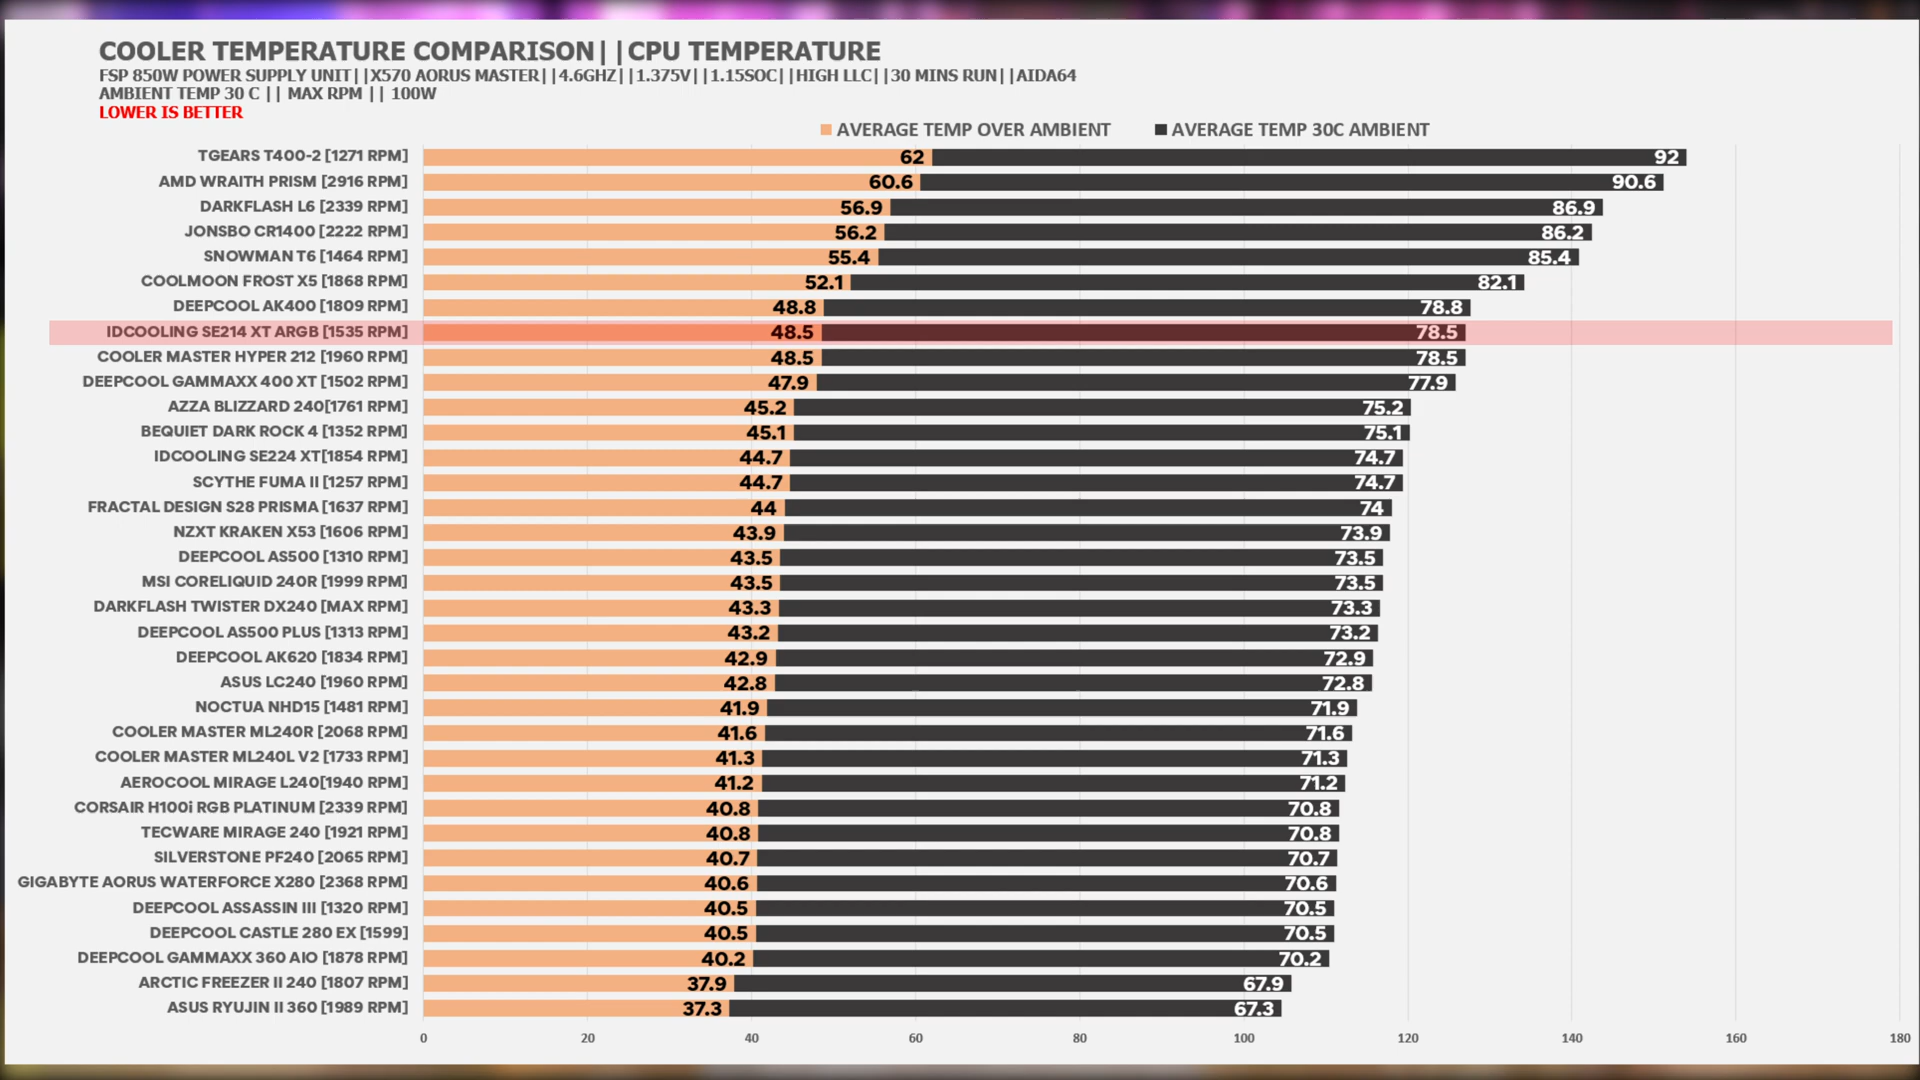 COOLER TEMPERATURE COMPARISON||CPU TEMPERATURE
FSP 850W POWER SUPPLY UNIT||X570 AORUS MASTER||4.6GHZ||1.375V||1.15SOC||HIGH LLC||30 MINS RUN||AIDA64
AMBIENT TEMP 30 C || MAX RPM || 100W
LOWER IS BETTER
AVERAGE TEMP OVER AMBIENT AVERAGE TEMP 30C AMBIENT
TGEARS T400-2 [1271 RPM] 62 92
AMD WRAITH PRISM [2916 RPM] 60.6 90.6
DARKFLASH L6 [2339 RPM] 56.9 86.9
JONSBO CR1400 [2222 RPM] 56.2 86.2
SNOWMAN T6 [1464 RPM] 55.4 85.4
COOLMOON FROST X5 [1868 RPM] 52.1 82.1
DEEPCOOL AK400 [1809 RPM] 48.8 78.8
IDCOOLING SE214 XT ARGB [1535 RPM] 48.5 78.5
COOLER MASTER HYPER 212 [1960 RPM] 48.5 78.5
DEEPCOOL GAMMAXX 400 XT [1502 RPM] 47.9 77.9
AZZA BLIZZARD 240[1761 RPM] 45.2 75.2
BEQUIET DARK ROCK 4 [1352 RPM] 45.1 75.1
IDCOOLING SE224 XT[1854 RPM] 44.7 74.7
SCYTHE FUMA II [1257 RPM] 44.7 74.7
FRACTAL DESIGN S28 PRISMA [1637 RPM] 44 74
NZXT KRAKEN X53 [1606 RPM] 43.9 73.9
DEEPCOOL AS500 [1310 RPM] 43.5 73.5
MSI CORELIQUID 240R [1999 RPM] 43.5 73.5
DARKFLASH TWISTER DX240 [MAX RPM] 43.3 73.3
DEEPCOOL AS500 PLUS [1313 RPM] 43.2 73.2
DEEPCOOL AK620 [1834 RPM] 42.9 72.9
ASUS LC240 [1960 RPM] 42.8 72.8
NOCTUA NHD15 [1481 RPM] 41.9 71.9
COOLER MASTER ML240R [2068 RPM] 41.6 71.6
COOLER MASTER ML240L V2 [1733 RPM] 41.3 71.3
AEROCOOL MIRAGE L240[1940 RPM] 41.2 71.2
CORSAIR H100i RGB PLATINUM [2339 RPM] 40.8 70.8
TECWARE MIRAGE 240 [1921 RPM] 40.8 70.8
SILVERSTONE PF240 [2065 RPM] 40.7 70.7
GIGABYTE AORUS WATERFORCE X280 [2368 RPM] 40.6 70.6
DEEPCOOL ASSASSIN III [1320 RPM] 40.5 70.5
DEEPCOOL CASTLE 280 EX [1599] 40.5 70.5
DEEPCOOL GAMMAXX 360 AIO [1878 RPM] 40.2 70.2
ARCTIC FREEZER II 240 [1807 RPM] 37.9 67.9
ASUS RYUJIN II 360 [1989 RPM] 37.3 67.3
0 20 40 60 80 100 120 140 160 180